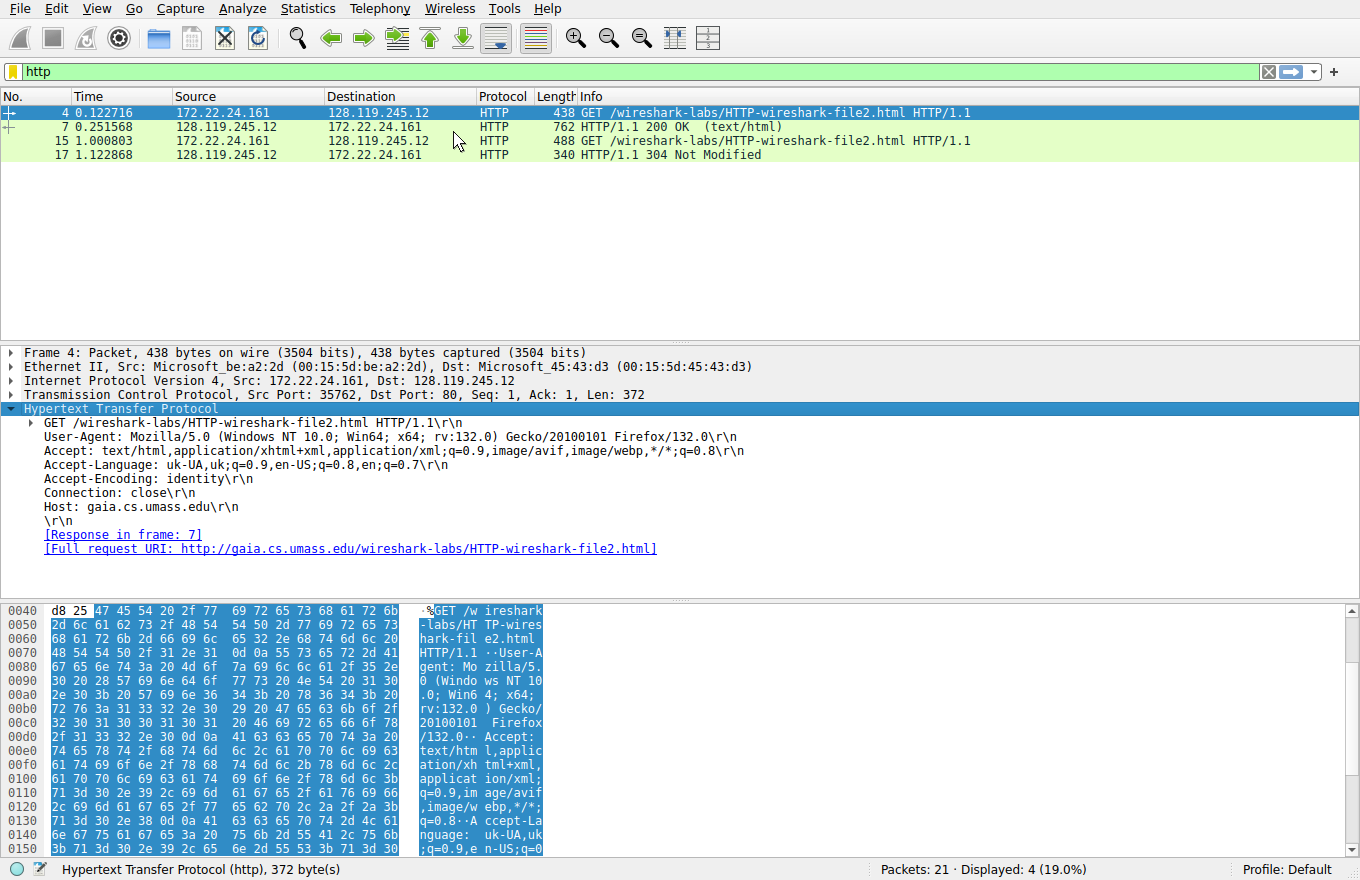 File Edit View Go Capture Analyze Statistics Telephony Wireless Tools Help
http
No. Time Source Destination Protocol Length Info
4 0.122716 172.22.24.161 128.119.245.12 HTTP 438 GET /wireshark-labs/HTTP-wireshark-file2.html HTTP/1.1
7 0.251568 128.119.245.12 172.22.24.161 HTTP 762 HTTP/1.1 200 OK  (text/html)
15 1.000803 172.22.24.161 128.119.245.12 HTTP 488 GET /wireshark-labs/HTTP-wireshark-file2.html HTTP/1.1
17 1.122868 128.119.245.12 172.22.24.161 HTTP 340 HTTP/1.1 304 Not Modified
Frame 4: Packet, 438 bytes on wire (3504 bits), 438 bytes captured (3504 bits)
Ethernet II, Src: Microsoft_be:a2:2d (00:15:5d:be:a2:2d), Dst: Microsoft_45:43:d3 (00:15:5d:45:43:d3)
Internet Protocol Version 4, Src: 172.22.24.161, Dst: 128.119.245.12
Transmission Control Protocol, Src Port: 35762, Dst Port: 80, Seq: 1, Ack: 1, Len: 372
Hypertext Transfer Protocol
GET /wireshark-labs/HTTP-wireshark-file2.html HTTP/1.1\r\n
User-Agent: Mozilla/5.0 (Windows NT 10.0; Win64; x64; rv:132.0) Gecko/20100101 Firefox/132.0\r\n
Accept: text/html,application/xhtml+xml,application/xml;q=0.9,image/avif,image/webp,*/*;q=0.8\r\n
Accept-Language: uk-UA,uk;q=0.9,en-US;q=0.8,en;q=0.7\r\n
Accept-Encoding: identity\r\n
Connection: close\r\n
Host: gaia.cs.umass.edu\r\n
\r\n
[Response in frame: 7]
[Full request URI: http://gaia.cs.umass.edu/wireshark-labs/HTTP-wireshark-file2.html]
0040 d8 25 47 45 54 20 2f 77 69 72 65 73 68 61 72 6b ·%GET /w ireshark
0050 2d 6c 61 62 73 2f 48 54 54 50 2d 77 69 72 65 73 -labs/HT TP-wires
0060 68 61 72 6b 2d 66 69 6c 65 32 2e 68 74 6d 6c 20 hark-fil e2.html
0070 48 54 54 50 2f 31 2e 31 0d 0a 55 73 65 72 2d 41 HTTP/1.1 ··User-A
0080 67 65 6e 74 3a 20 4d 6f 7a 69 6c 6c 61 2f 35 2e gent: Mo zilla/5.
0090 30 20 28 57 69 6e 64 6f 77 73 20 4e 54 20 31 30 0 (Windo ws NT 10
00a0 2e 30 3b 20 57 69 6e 36 34 3b 20 78 36 34 3b 20 .0; Win6 4; x64;
00b0 72 76 3a 31 33 32 2e 30 29 20 47 65 63 6b 6f 2f rv:132.0 ) Gecko/
00c0 32 30 31 30 30 31 30 31 20 46 69 72 65 66 6f 78 20100101  Firefox
00d0 2f 31 33 32 2e 30 0d 0a 41 63 63 65 70 74 3a 20 /132.0·· Accept:
00e0 74 65 78 74 2f 68 74 6d 6c 2c 61 70 70 6c 69 63 text/htm l,applic
00f0 61 74 69 6f 6e 2f 78 68 74 6d 6c 2b 78 6d 6c 2c ation/xh tml+xml,
0100 61 70 70 6c 69 63 61 74 69 6f 6e 2f 78 6d 6c 3b applicat ion/xml;
0110 71 3d 30 2e 39 2c 69 6d 61 67 65 2f 61 76 69 66 q=0.9,im age/avif
0120 2c 69 6d 61 67 65 2f 77 65 62 70 2c 2a 2f 2a 3b ,image/w ebp,*/*;
0130 71 3d 30 2e 38 0d 0a 41 63 63 65 70 74 2d 4c 61 q=0.8··A ccept-La
0140 6e 67 75 61 67 65 3a 20 75 6b 2d 55 41 2c 75 6b nguage:  uk-UA,uk
0150 3b 71 3d 30 2e 39 2c 65 6e 2d 55 53 3b 71 3d 30 ;q=0.9,e n-US;q=0
Hypertext Transfer Protocol (http), 372 byte(s) Packets: 21 · Displayed: 4 (19.0%) Profile: Default